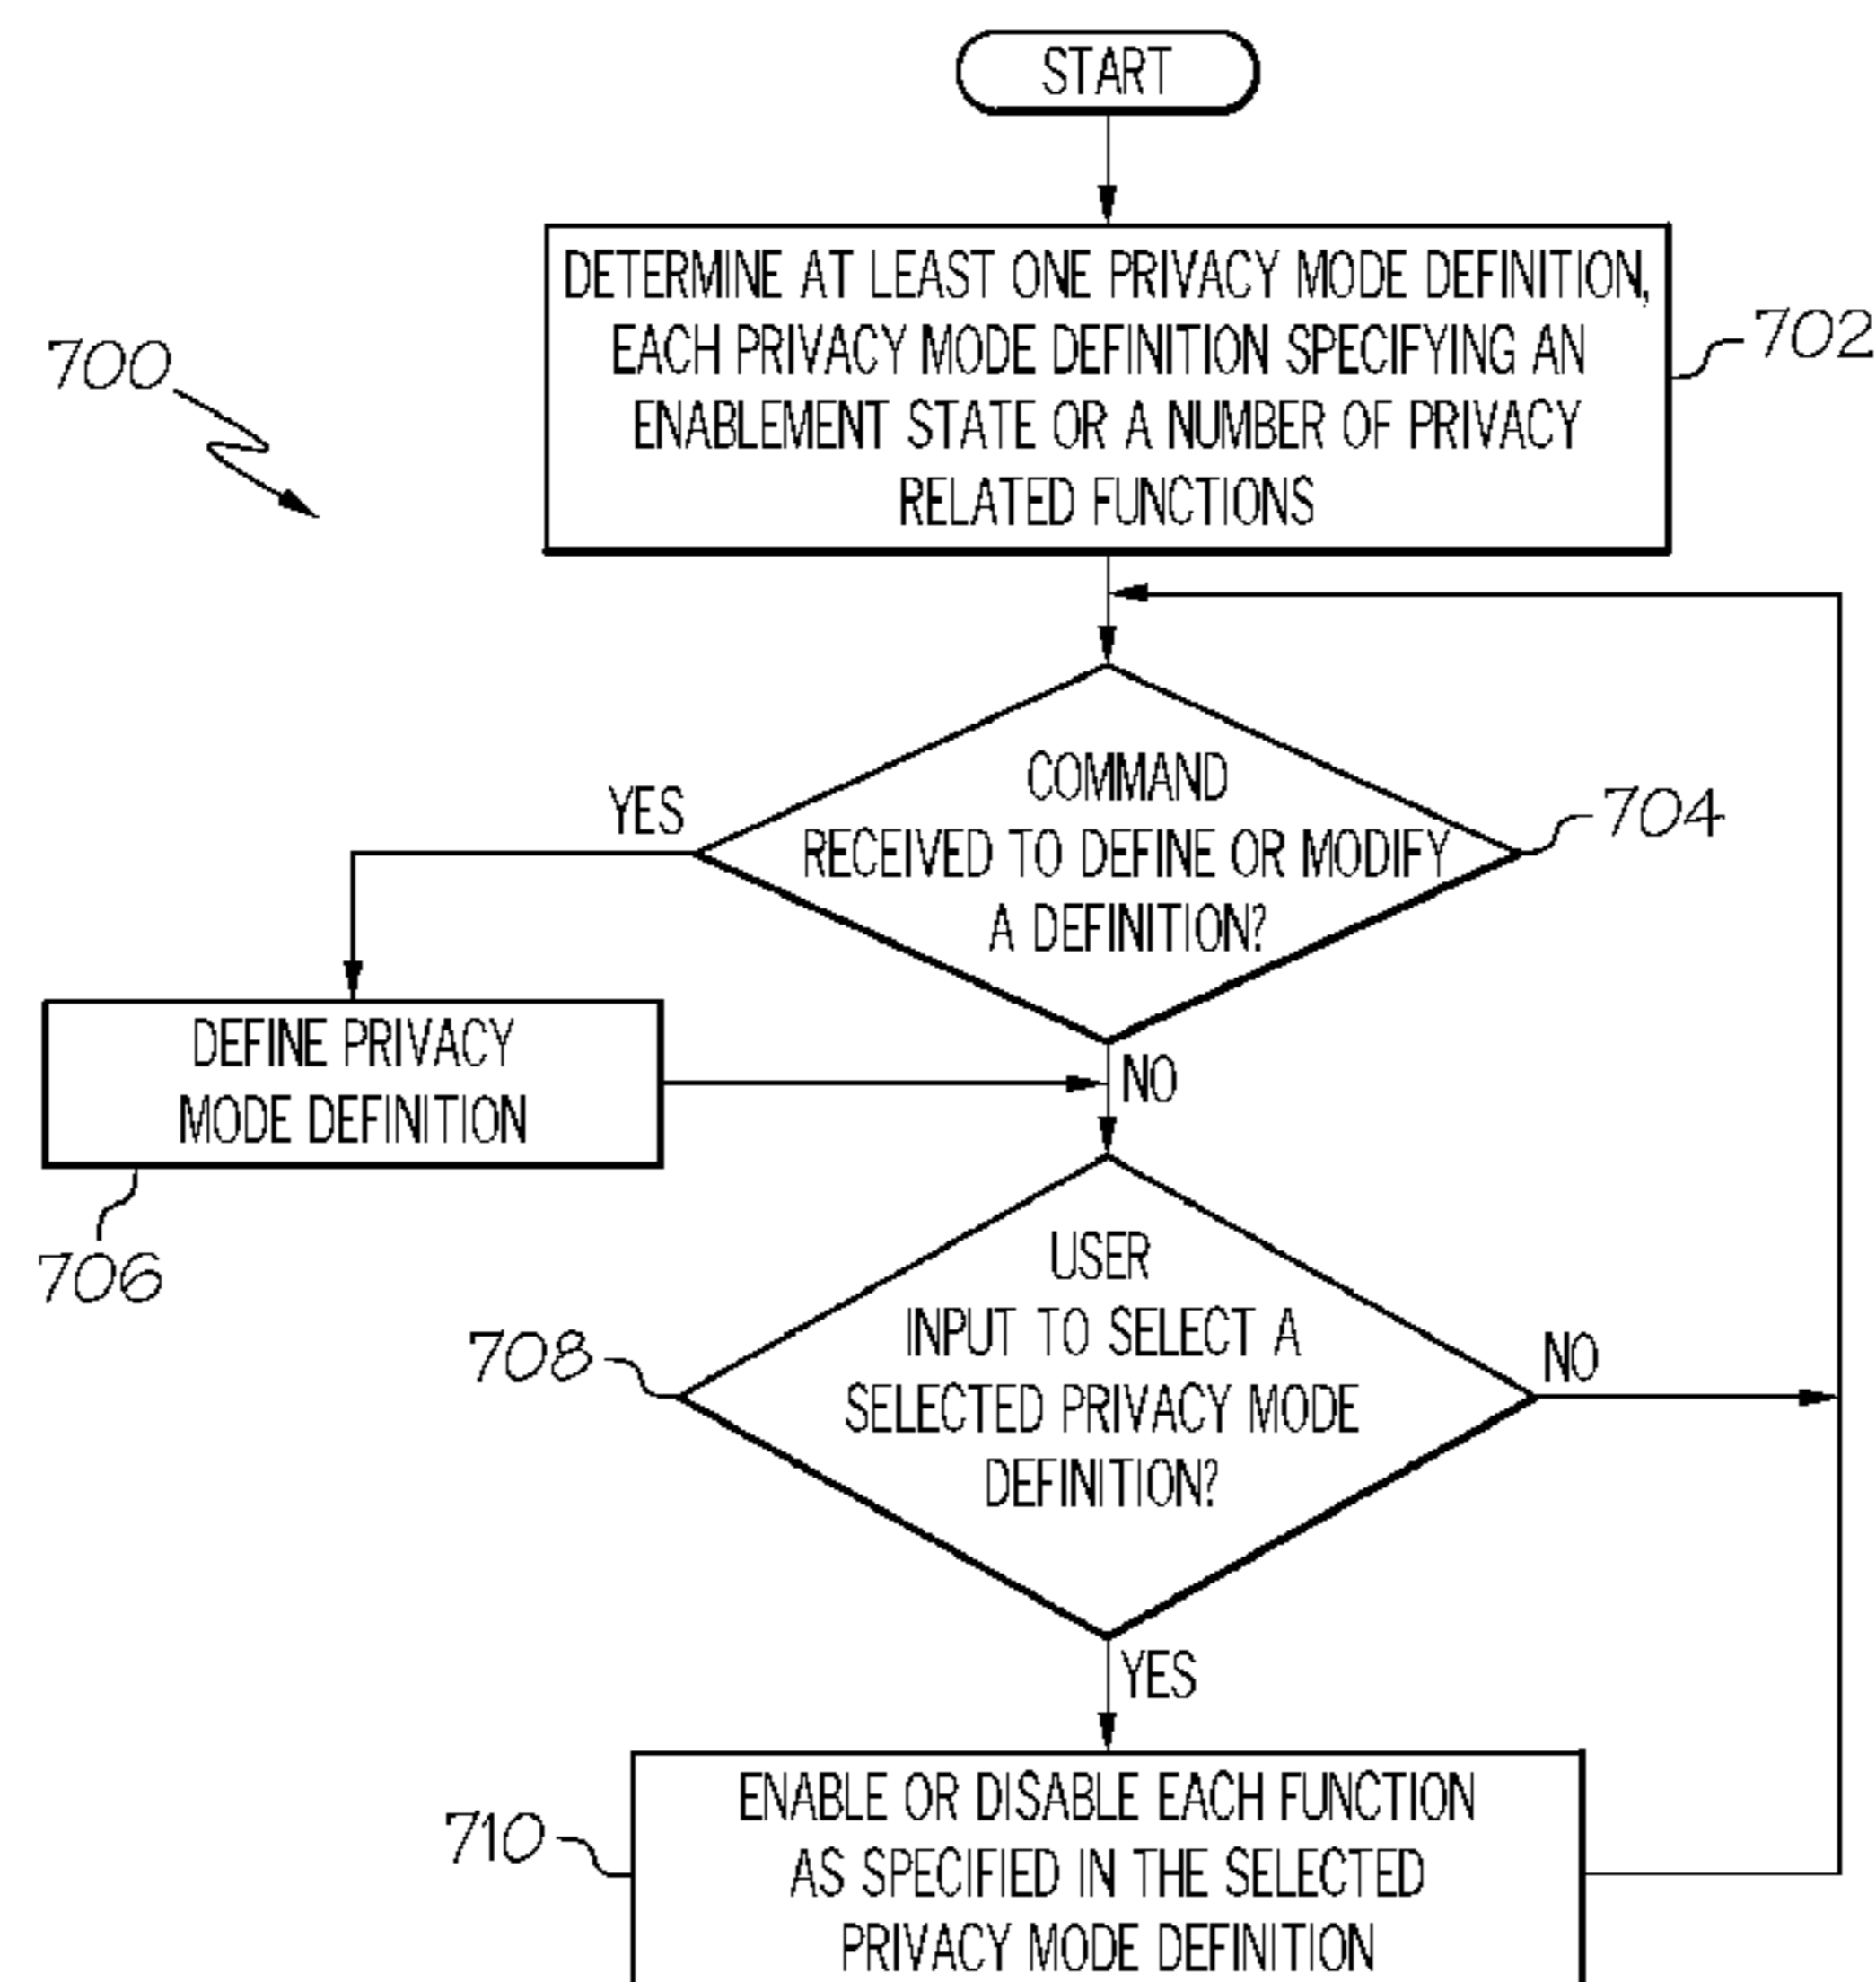 START
DETERMINE AT LEAST ONE PRIVACY MODE DEFINITION,
EACH PRIVACY MODE DEFINITION SPECIFYING AN
ENABLEMENT STATE OR A NUMBER OF PRIVACY
RELATED FUNCTIONS
702
700
COMMAND
RECEIVED TO DEFINE OR MODIFY
A DEFINITION?
704
YES
NO
DEFINE PRIVACY
MODE DEFINITION
706
USER
INPUT TO SELECT A
SELECTED PRIVACY MODE
DEFINITION?
708
NO
YES
ENABLE OR DISABLE EACH FUNCTION
AS SPECIFIED IN THE SELECTED
PRIVACY MODE DEFINITION
710